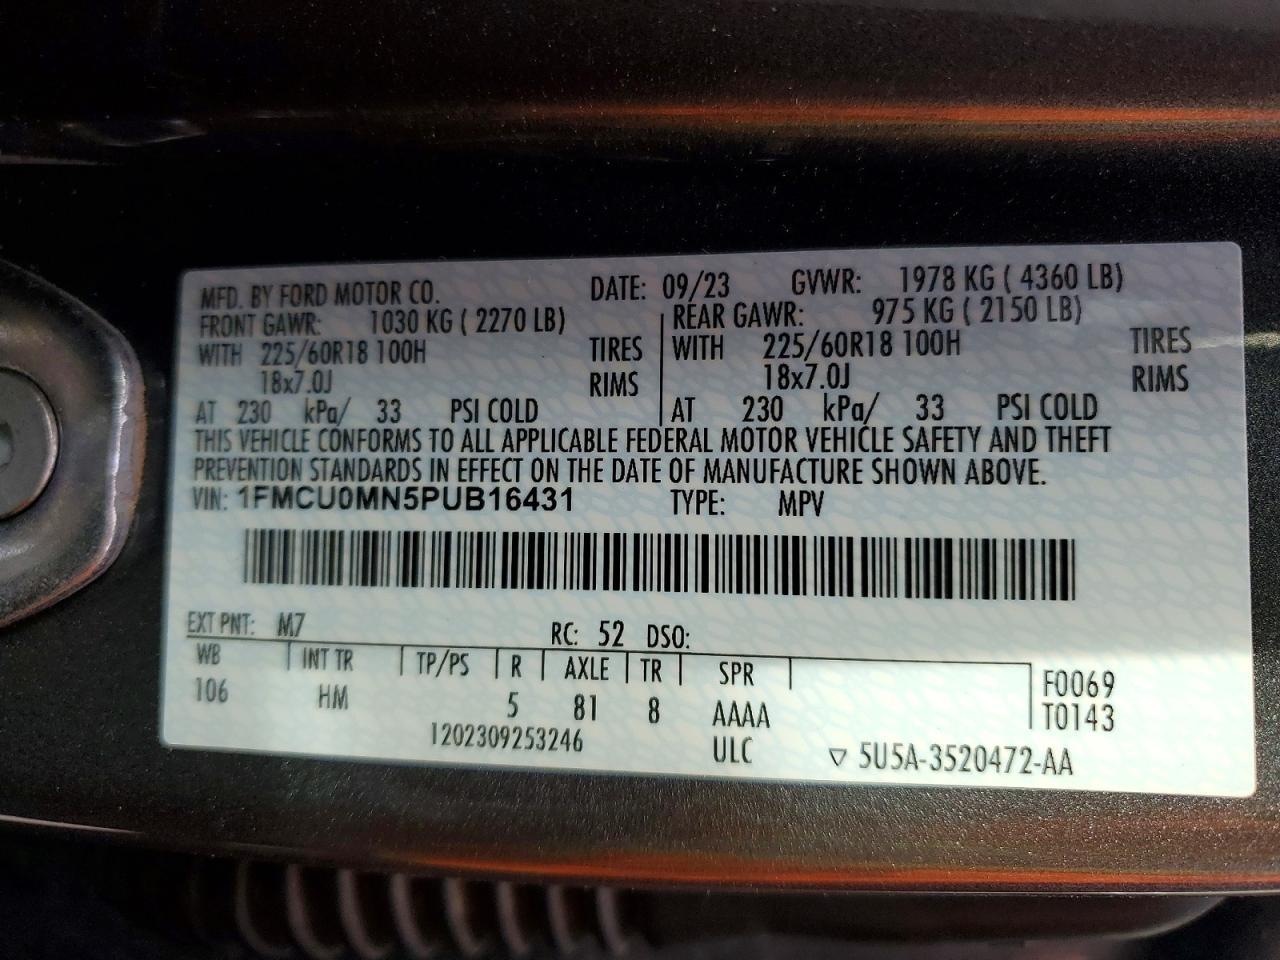 MFD. BY FORD MOTOR CO. DATE: 09/23 GVWR: 1978 KG ( 4360 LB)
FRONT GAWR: 1030 KG ( 2270 LB) REAR GAWR: 975 KG ( 2150 LB)
WITH 225/60R18 100H TIRES WITH 225/60R18 100H TIRES
18x7.0J RIMS 18x7.0J RIMS
AT 230 kPa/ 33 PSI COLD AT 230 kPa/ 33 PSI COLD
THIS VEHICLE CONFORMS TO ALL APPLICABLE FEDERAL MOTOR VEHICLE SAFETY AND THEFT
PREVENTION STANDARDS IN EFFECT ON THE DATE OF MANUFACTURE SHOWN ABOVE.
VIN: 1FMCU0MN5PUB16431 TYPE: MPV
EXT PNT: M7 RC: 52 DSO:
WB INT TR TP/PS R AXLE TR SPR F0069
106 HM 5 81 8 AAAA T0143
1202309253246 ULC ▽ 5U5A-3520472-AA